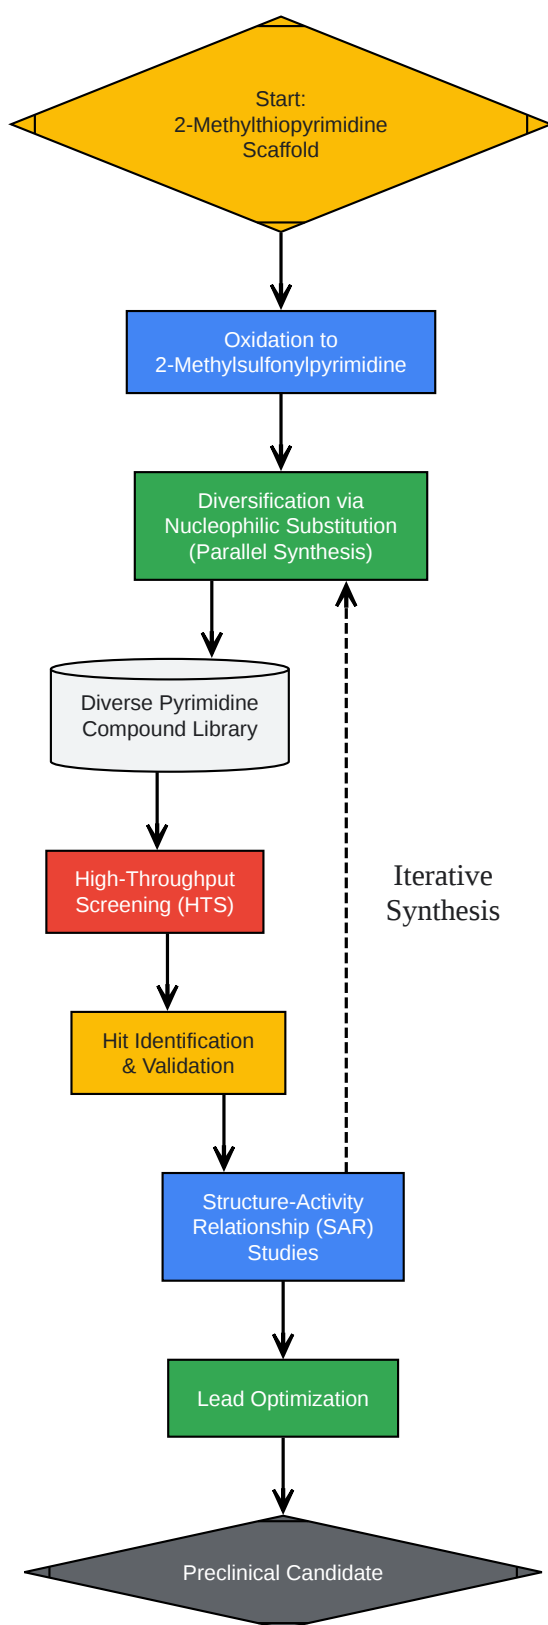 Start:
2-Methylthiopyrimidine
Scaffold
Oxidation to
2-Methylsulfonylpyrimidine
Diversification via
Nucleophilic Substitution
(Parallel Synthesis)
Diverse Pyrimidine
Compound Library
High-Throughput
Screening (HTS)
Iterative
Synthesis
Hit Identification
& Validation
Structure-Activity
Relationship (SAR)
Studies
Lead Optimization
Preclinical Candidate